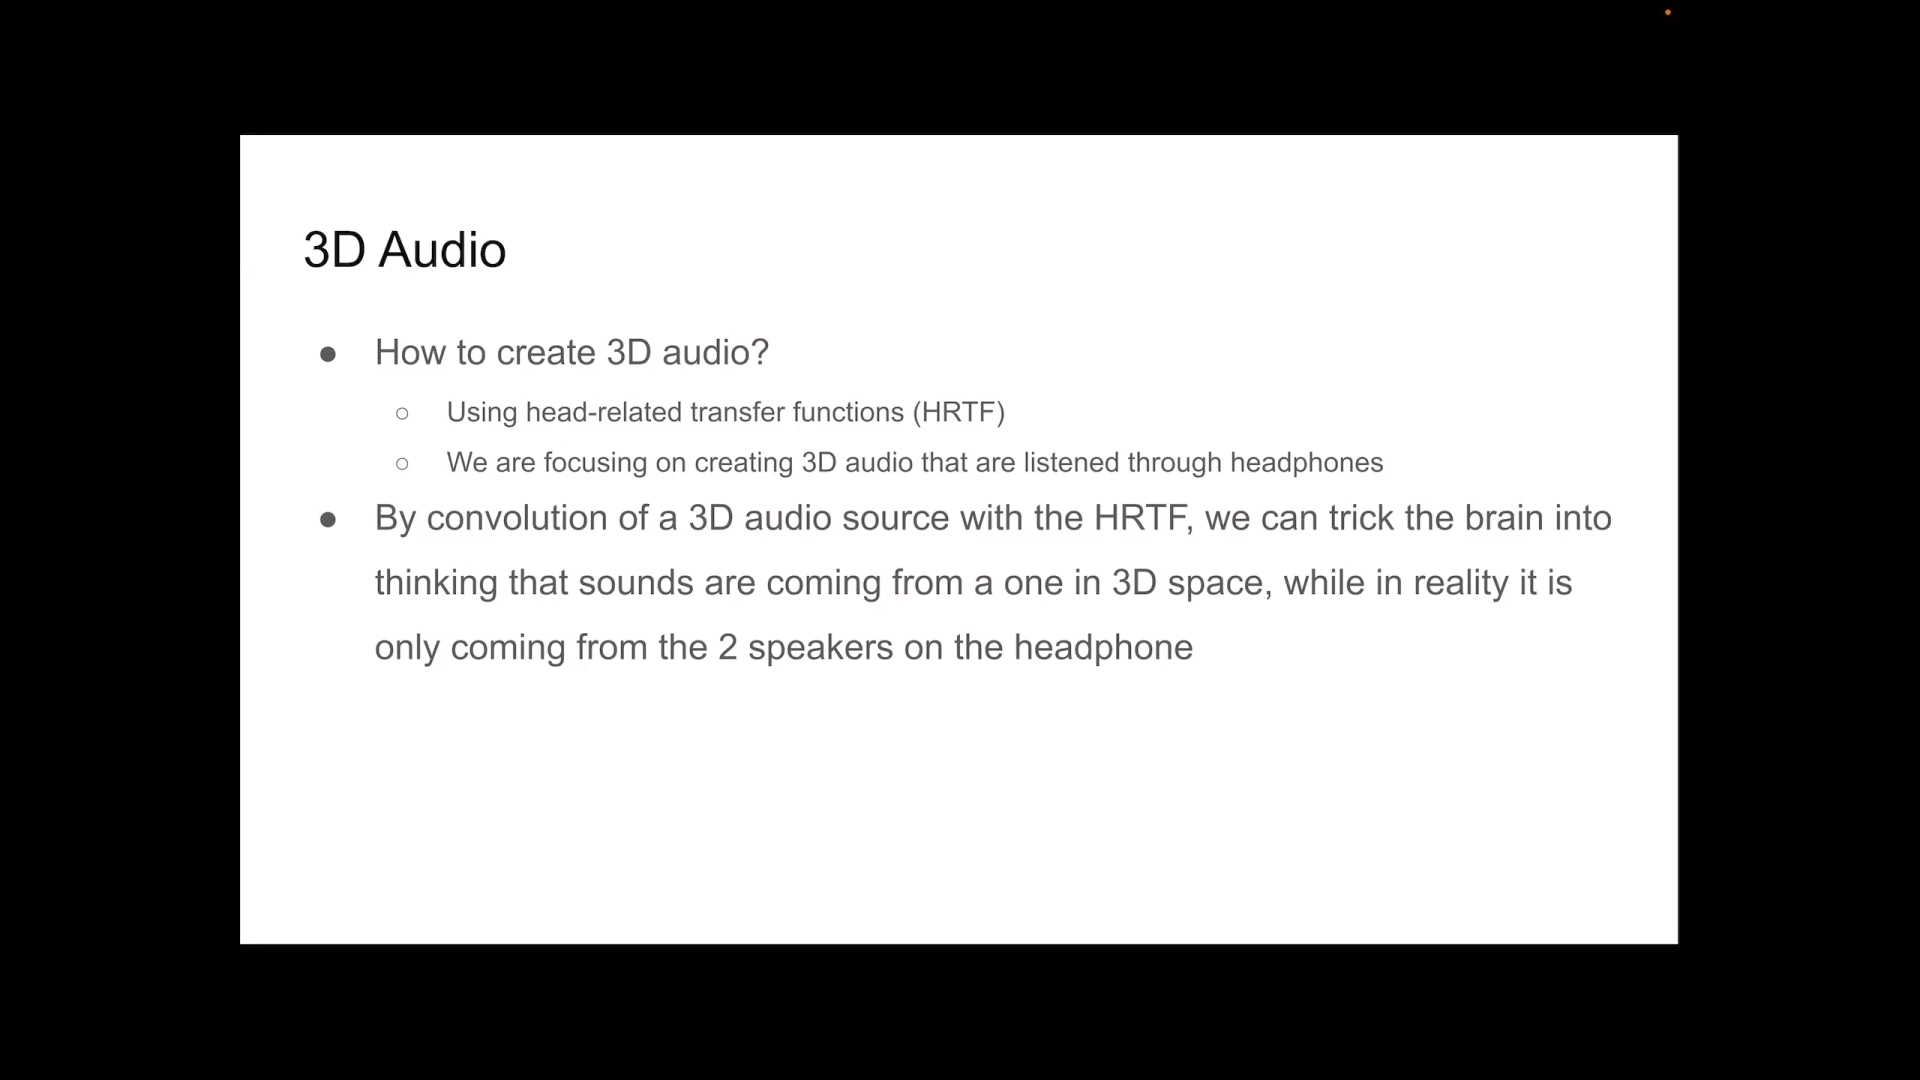 3D Audio
● How to create 3D audio?
○ Using head-related transfer functions (HRTF)
○ We are focusing on creating 3D audio that are listened through headphones
● By convolution of a 3D audio source with the HRTF, we can trick the brain into
thinking that sounds are coming from a one in 3D space, while in reality it is
only coming from the 2 speakers on the headphone